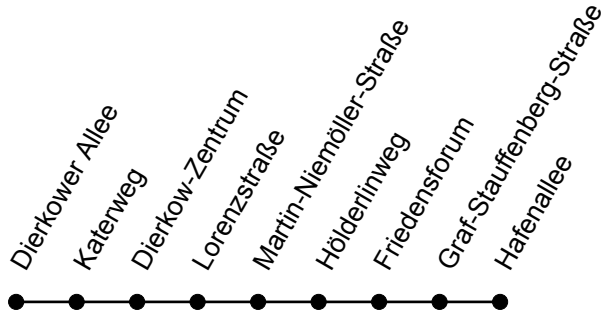 Dierkower Allee
Katerweg
Dierkow-Zentrum
Lorenzstraße
Martin-Niemöller-Straße
Hölderlinweg
Friedensforum
Graf-Stauffenberg-Straße
Hafenallee